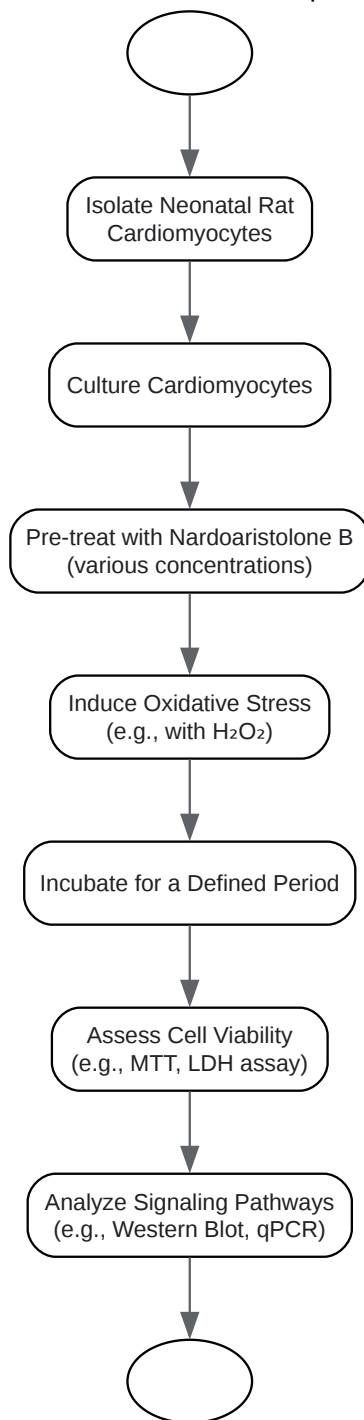 Isolate Neonatal Rat
Cardiomyocytes
Culture Cardiomyocytes
Pre-treat with Nardoaristolone B
(various concentrations)
Induce Oxidative Stress
(e.g., with H₂O₂)
Incubate for a Defined Period
Assess Cell Viability
(e.g., MTT, LDH assay)
Analyze Signaling Pathways
(e.g., Western Blot, qPCR)